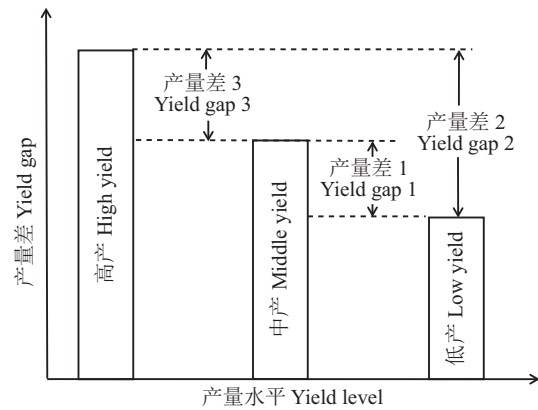 产量差 Yield gap
高产 High yield
产量差 3
Yield gap 3
中产 Middle yield
产量差 1
Yield gap 1
产量差 2
Yield gap 2
低产 Low yield
产量水平 Yield level